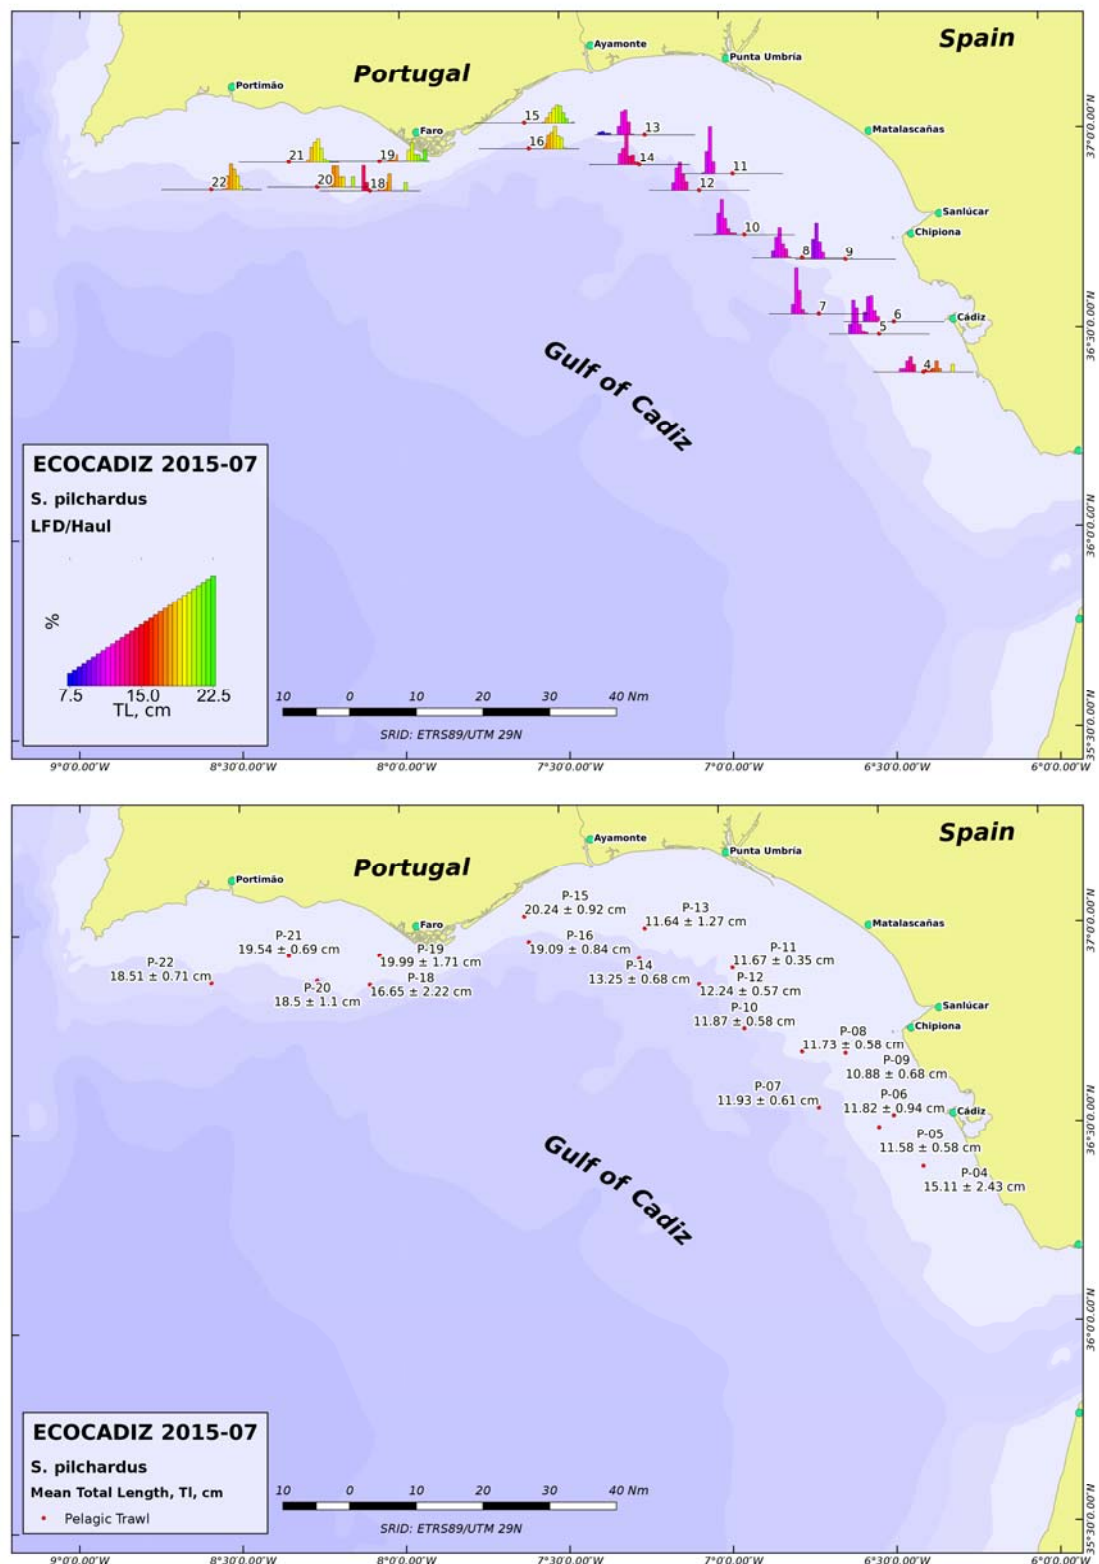 Spain
Ayamonte
Punta Umbría
Portugal
Portimão
Faro
Matalascañas
Sanlúcar
Chipiona
Cádiz
15
13
16
14
11
21
19
12
22
20
18
10
8
9
7
6
5
4
Gulf of Cadiz
37°0'0.00"N
36°30'0.00"N
36°0'0.00"N
35°30'0.00"N
ECOCADIZ 2015-07
S. pilchardus
LFD/Haul
%
7.5 15.0 22.5
TL, cm
10 0 10 20 30 40 Nm
SRID: ETRS89/UTM 29N
9°0'0.00"W 8°30'0.00"W 8°0'0.00"W 7°30'0.00"W 7°0'0.00"W 6°30'0.00"W 6°0'0.00"W
Spain
Ayamonte
Punta Umbría
Portugal
Portimão
Faro
Matalascañas
Sanlúcar
Chipiona
Cádiz
P-15
20.24 ± 0.92 cm
P-13
11.64 ± 1.27 cm
P-21
19.54 ± 0.69 cm
P-16
19.09 ± 0.84 cm
P-19
19.99 ± 1.71 cm
P-11
11.67 ± 0.35 cm
P-22
18.51 ± 0.71 cm
P-14
13.25 ± 0.68 cm
P-18
16.65 ± 2.22 cm
P-12
12.24 ± 0.57 cm
P-20
18.5 ± 1.1 cm
P-10
11.87 ± 0.58 cm
P-08
11.73 ± 0.58 cm
P-09
10.88 ± 0.68 cm
P-07
11.93 ± 0.61 cm
P-06
11.82 ± 0.94 cm
P-05
11.58 ± 0.58 cm
P-04
15.11 ± 2.43 cm
Gulf of Cadiz
37°0'0.00"N
36°30'0.00"N
36°0'0.00"N
35°30'0.00"N
ECOCADIZ 2015-07
S. pilchardus
Mean Total Length, Tl, cm
Pelagic Trawl
10 0 10 20 30 40 Nm
SRID: ETRS89/UTM 29N
9°0'0.00"W 8°30'0.00"W 8°0'0.00"W 7°30'0.00"W 7°0'0.00"W 6°30'0.00"W 6°0'0.00"W